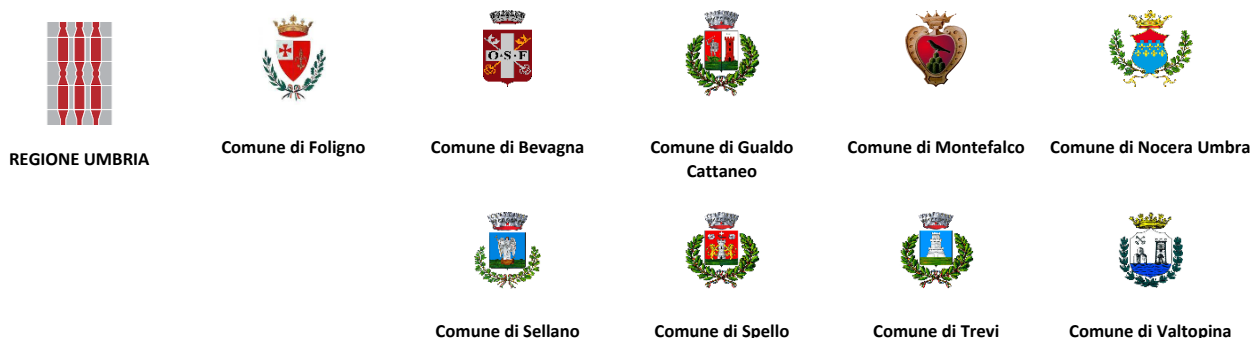 O·S·F
REGIONE UMBRIA
Comune di Foligno
Comune di Bevagna
Comune di Gualdo
Cattaneo
Comune di Montefalco
Comune di Nocera Umbra
Comune di Sellano
Comune di Spello
Comune di Trevi
Comune di Valtopina